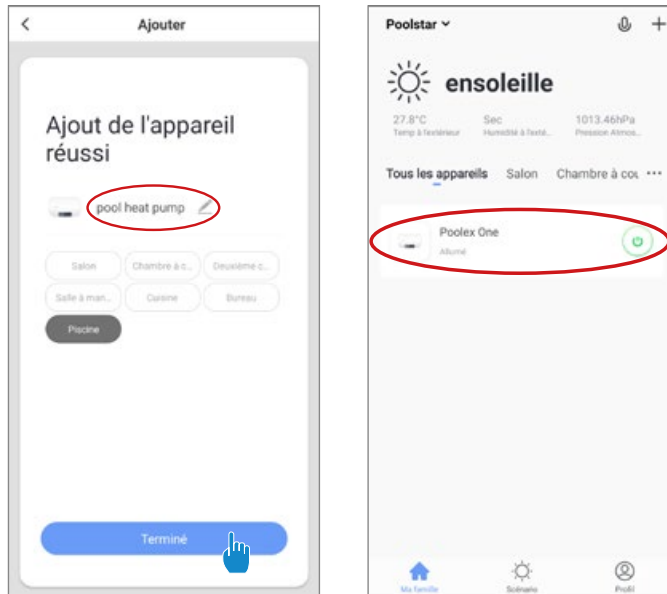 Ajouter
Ajout de l'appareil
réussi
pool heat pump
Salon
Chambre à c...
Deuxième c...
Salle à man...
Cuisine
Bureau
Piscine
Terminé
Poolstar
ensoleille
27.8°C
Sec
1013.46hPa
Temp à l'extérieur
Humidité à l'exté...
Pression Atmos...
Tous les appareils
Salon
Chambre à cou
Poolex One
Allumé
Ma famille
Scénario
Profil